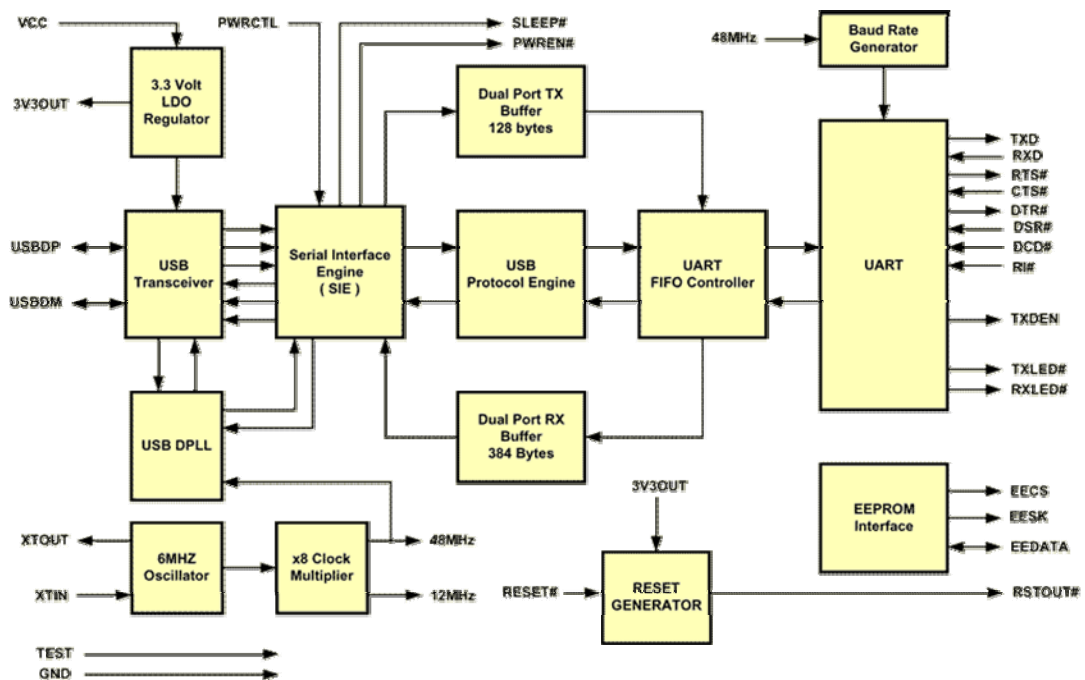 VCC
PWRCTL
SLEEP#
PWREN#
48MHz
Baud Rate
Generator
3V3OUT
3.3 Volt
LDO
Regulator
Dual Port TX
Buffer
128 bytes
TXD
RXD
RTS#
CTS#
DTR#
DSR#
DCD#
RI#
TXDEN
TXLED#
RXLED#
USBDP
USBDM
USB
Transceiver
Serial Interface
Engine
( SIE )
USB
Protocol Engine
UART
FIFO Controller
UART
USB DPLL
Dual Port RX
Buffer
384 Bytes
3V3OUT
EEPROM
Interface
EECS
EESK
EEDATA
XTOUT
XTIN
6MHZ
Oscillator
x8 Clock
Multiplier
48MHz
12MHz
RESET#
RESET
GENERATOR
RSTOUT#
TEST
GND